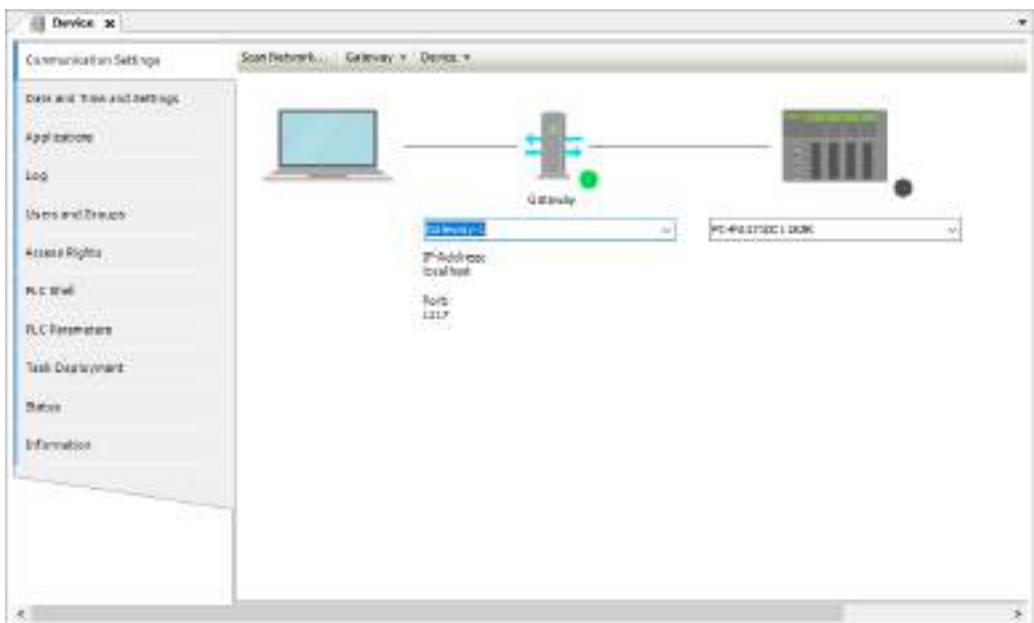 Device
Communication Settings
Scan Network...
Gateway
Device
Date and Time and Settings
Applications
Log
Users and Groups
Access Rights
PLC Shell
PLC Parameters
Task Deployment
Status
Information
Gateway
Gateway-1
IP-Address:
localhost
Port:
1217